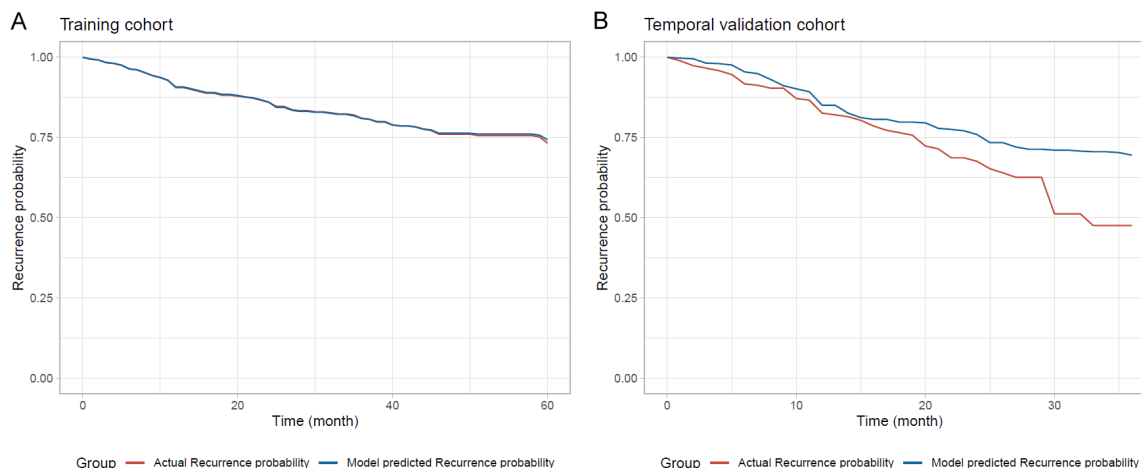 A
Training cohort
1.00
0.75
0.50
0.25
0.00
Recurrence probability
0 20 40 60
Time (month)
Group Actual Recurrence probability Model predicted Recurrence probability
B
Temporal validation cohort
1.00
0.75
0.50
0.25
0.00
Recurrence probability
0 10 20 30
Time (month)
Group Actual Recurrence probability Model predicted Recurrence probability